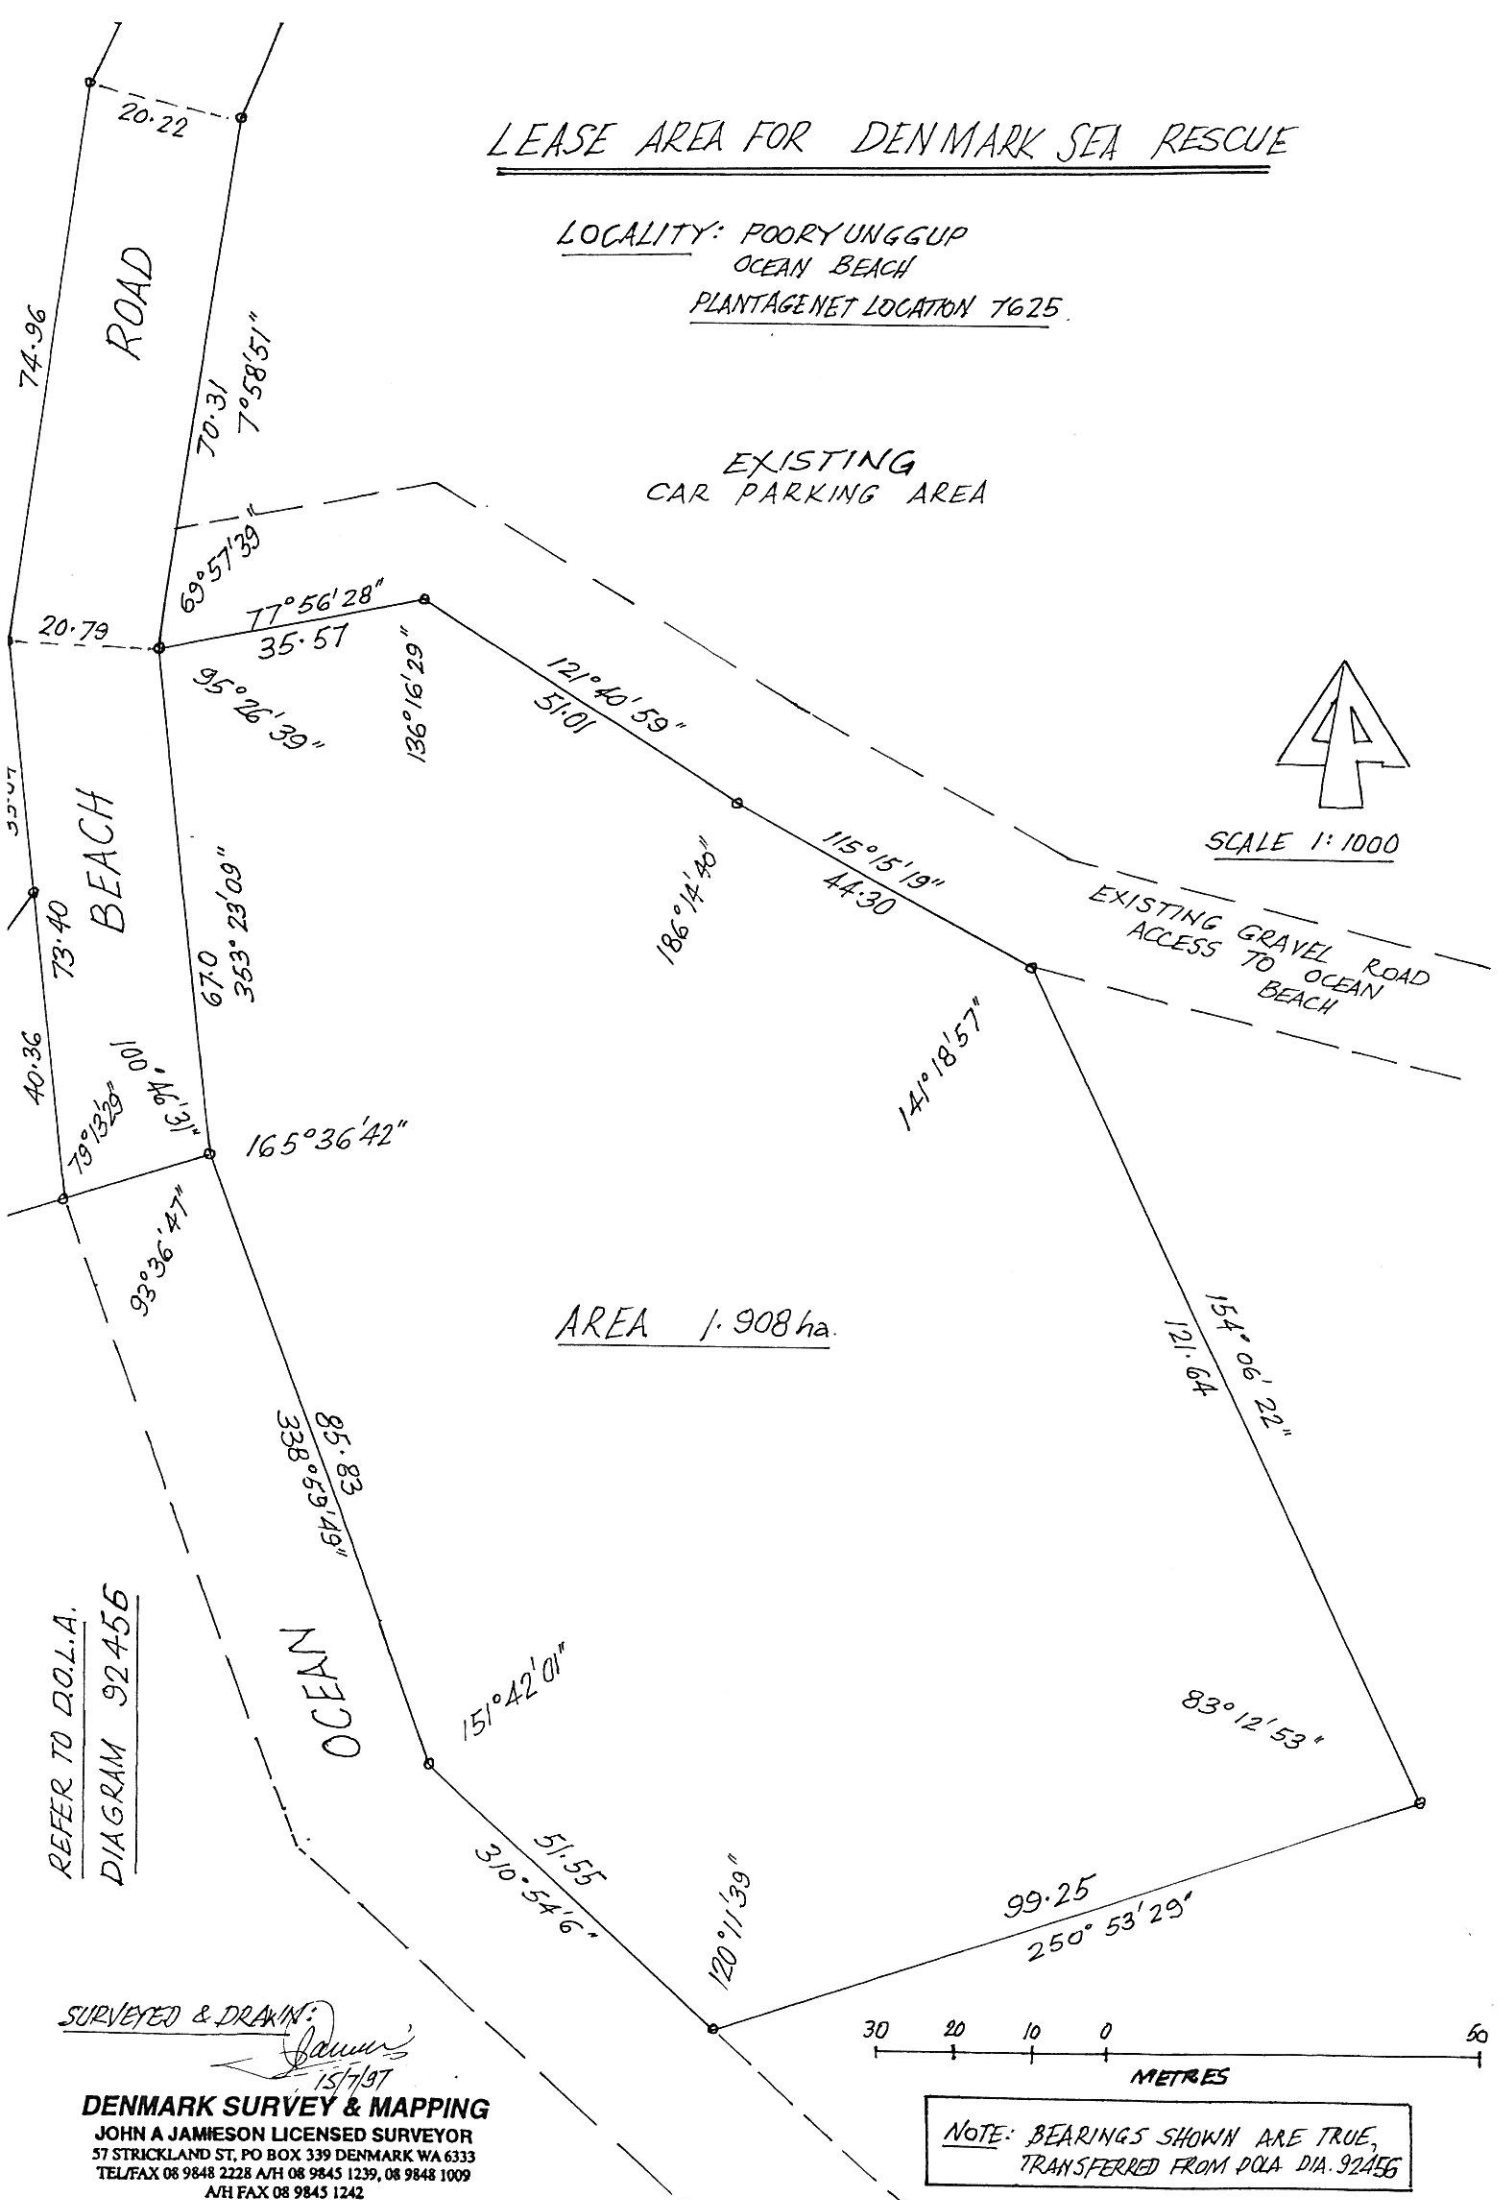 20.22
LEASE AREA FOR DENMARK SEA RESCUE
LOCALITY: POORYUNGGUP
OCEAN BEACH
PLANTAGENET LOCATION 7625.
ROAD
74.96
70.31
7°58'51"
EXISTING
CAR PARKING AREA
69°57'39"
77°56'28"
35.57
20.79
95°26'39"
136°16'29"
121°40'59"
51.01
115°15'19"
44.30
186°14'40"
SCALE 1:1000
EXISTING GRAVEL ROAD
ACCESS TO OCEAN
BEACH
BEACH
73.40
67.0
353°23'09"
40.36
79°13'29"
100°46'31"
165°36'42"
141°18'57"
93°36'47"
AREA 1.908 ha.
154°06'22"
121.64
85.83
338°59'49"
OCEAN
151°42'01"
83°12'53"
REFER TO D.O.L.A.
DIAGRAM 92456
51.55
310°54'6"
120°11'39"
99.25
250°53'29"
SURVEYED & DRAWN:
15/7/97
DENMARK SURVEY & MAPPING
JOHN A JAMIESON LICENSED SURVEYOR
57 STRICKLAND ST, PO BOX 339 DENMARK WA 6333
TEL/FAX 08 9848 2228 A/H 08 9845 1239, 08 9848 1009
A/H FAX 08 9845 1242
30 20 10 0 50
METRES
NOTE: BEARINGS SHOWN ARE TRUE,
TRANSFERRED FROM DOLA DIA. 92456